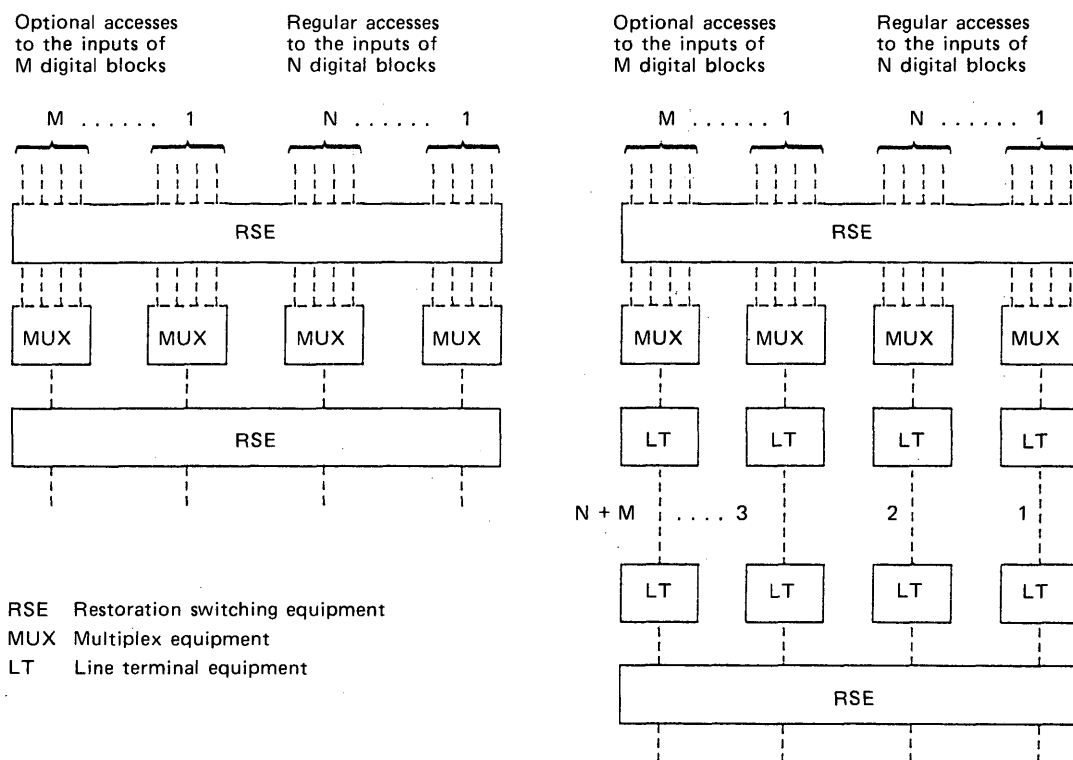 Optional accesses
to the inputs of
M digital blocks
Regular accesses
to the inputs of
N digital blocks
M ...... 1
N ...... 1
RSE
MUX MUX MUX MUX
RSE
RSE Restoration switching equipment
MUX Multiplex equipment
LT Line terminal equipment
Optional accesses
to the inputs of
M digital blocks
Regular accesses
to the inputs of
N digital blocks
M ...... 1
N ...... 1
RSE
MUX MUX MUX MUX
LT LT LT LT
N + M .... 3 2 1
LT LT LT LT
RSE